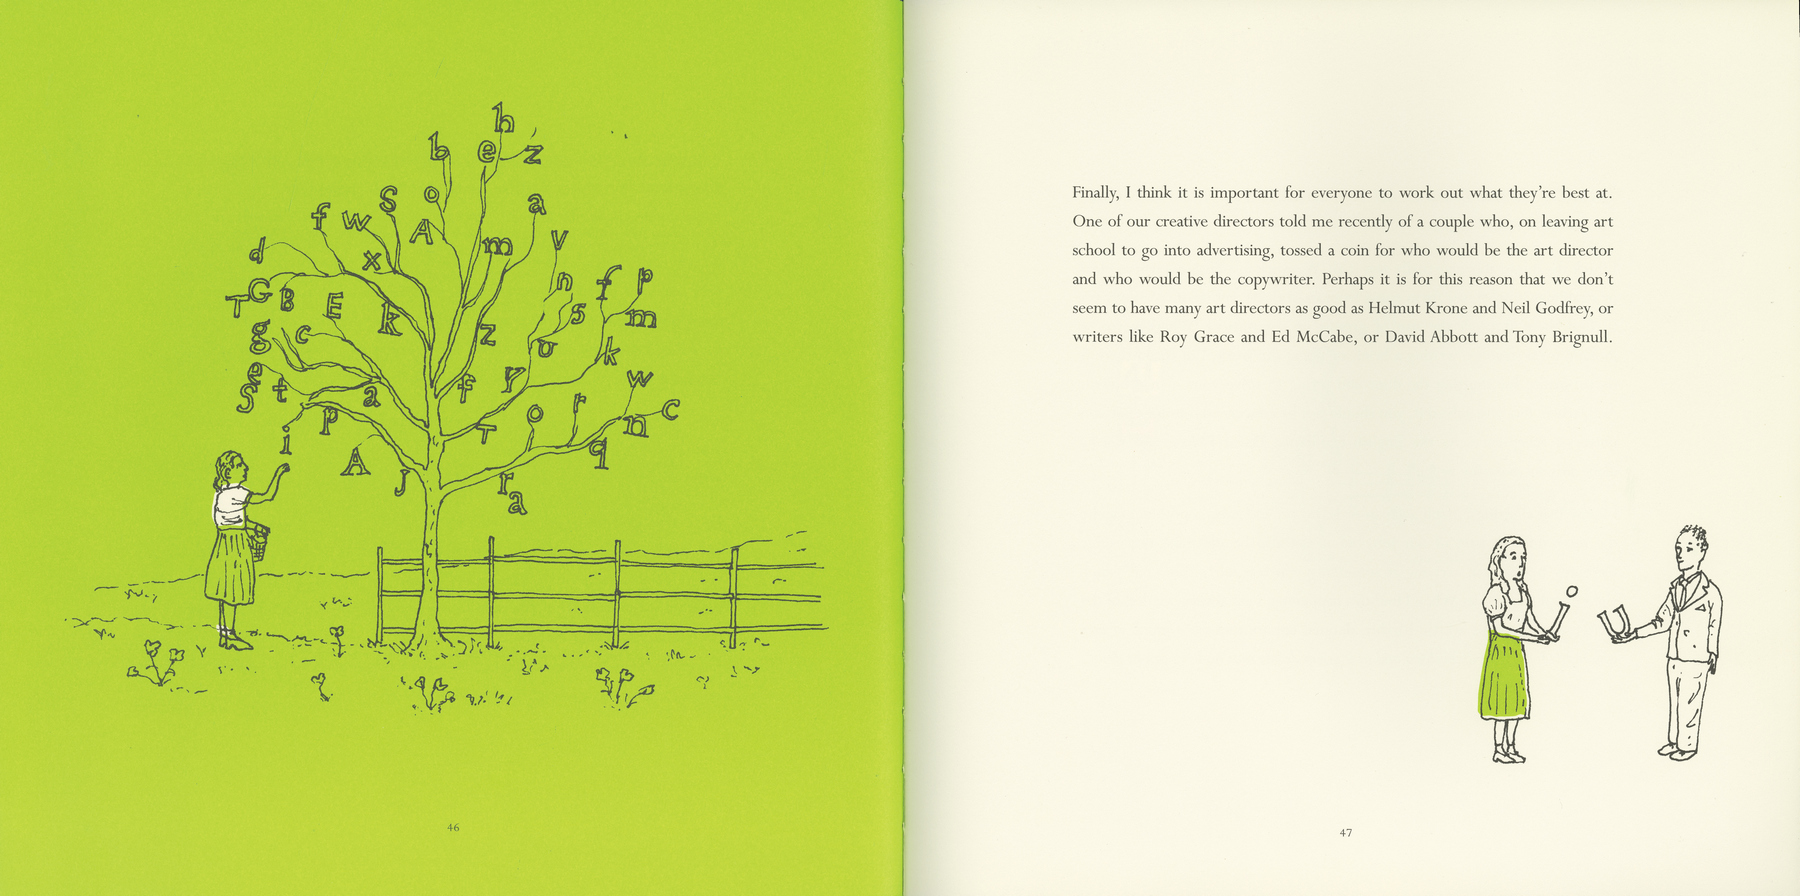 h
b e z
S o a
f w A m v
d x n f p
T G B E k s m
g c z u k
e t a f y w
S p o r c
i T n
A J q
r a
46
Finally, I think it is important for everyone to work out what they’re best at.
One of our creative directors told me recently of a couple who, on leaving art
school to go into advertising, tossed a coin for who would be the art director
and who would be the copywriter. Perhaps it is for this reason that we don’t
seem to have many art directors as good as Helmut Krone and Neil Godfrey, or
writers like Roy Grace and Ed McCabe, or David Abbott and Tony Brignull.
i U
47